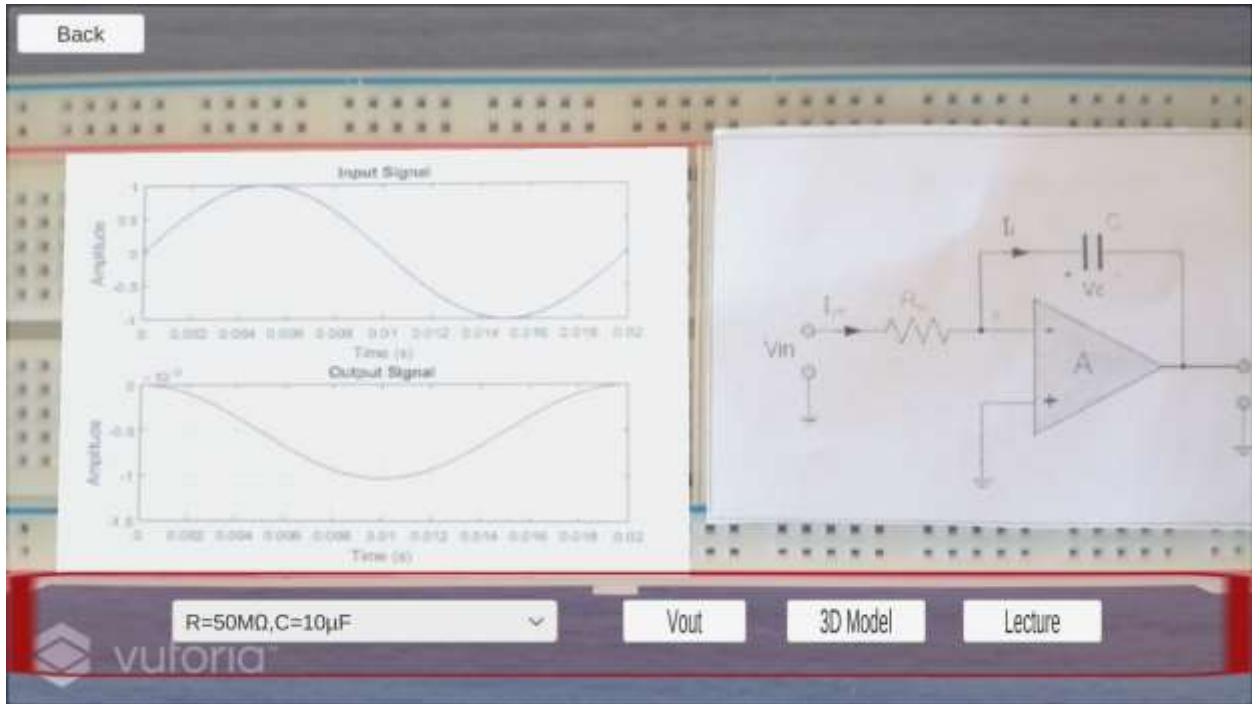 Back
Input Signal
1
0.5
0
-0.5
-1
Amplitude
0 0.002 0.004 0.006 0.008 0.01 0.012 0.014 0.016 0.018 0.02
Time (s)
Output Signal
0
-0.5
-1
Amplitude
0 0.002 0.004 0.006 0.008 0.01 0.012 0.014 0.016 0.018 0.02
Time (s)
C
Vc
Vin
A
R=50MΩ,C=10µF
Vout
3D Model
Lecture
vuforia